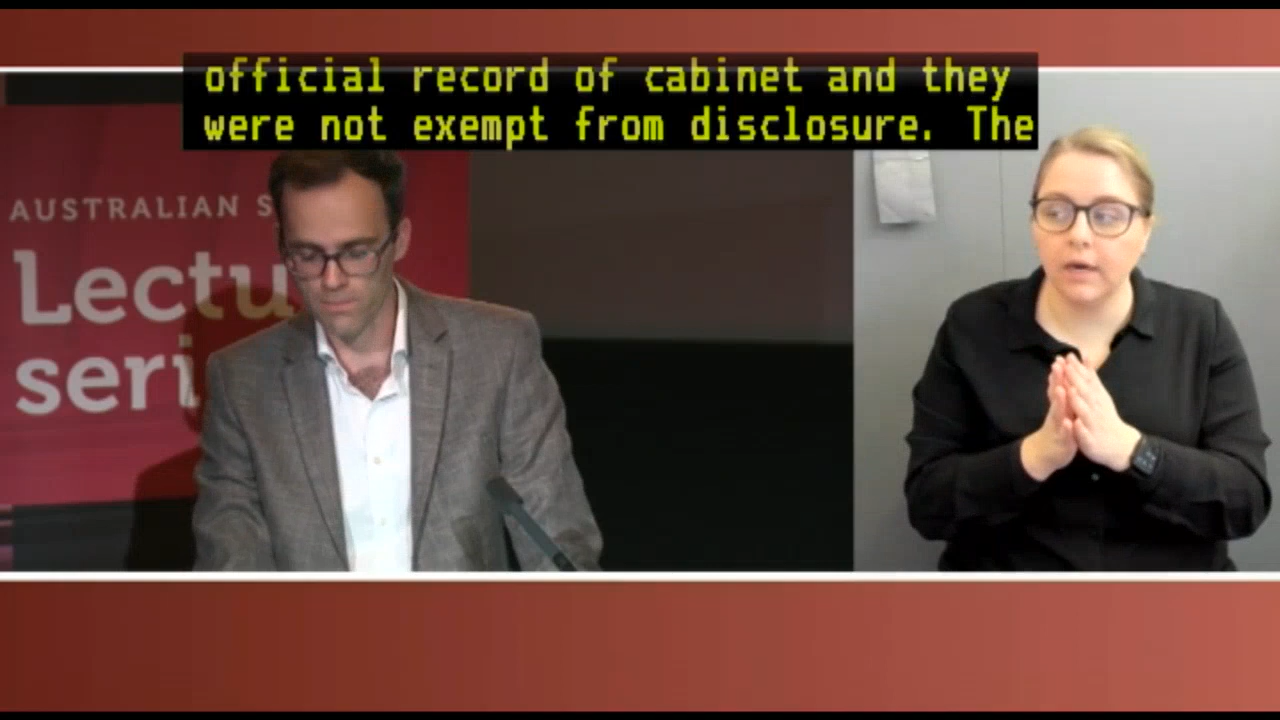 official record of cabinet and they
were not exempt from disclosure. The
AUSTRALIAN S
Lectu
seri